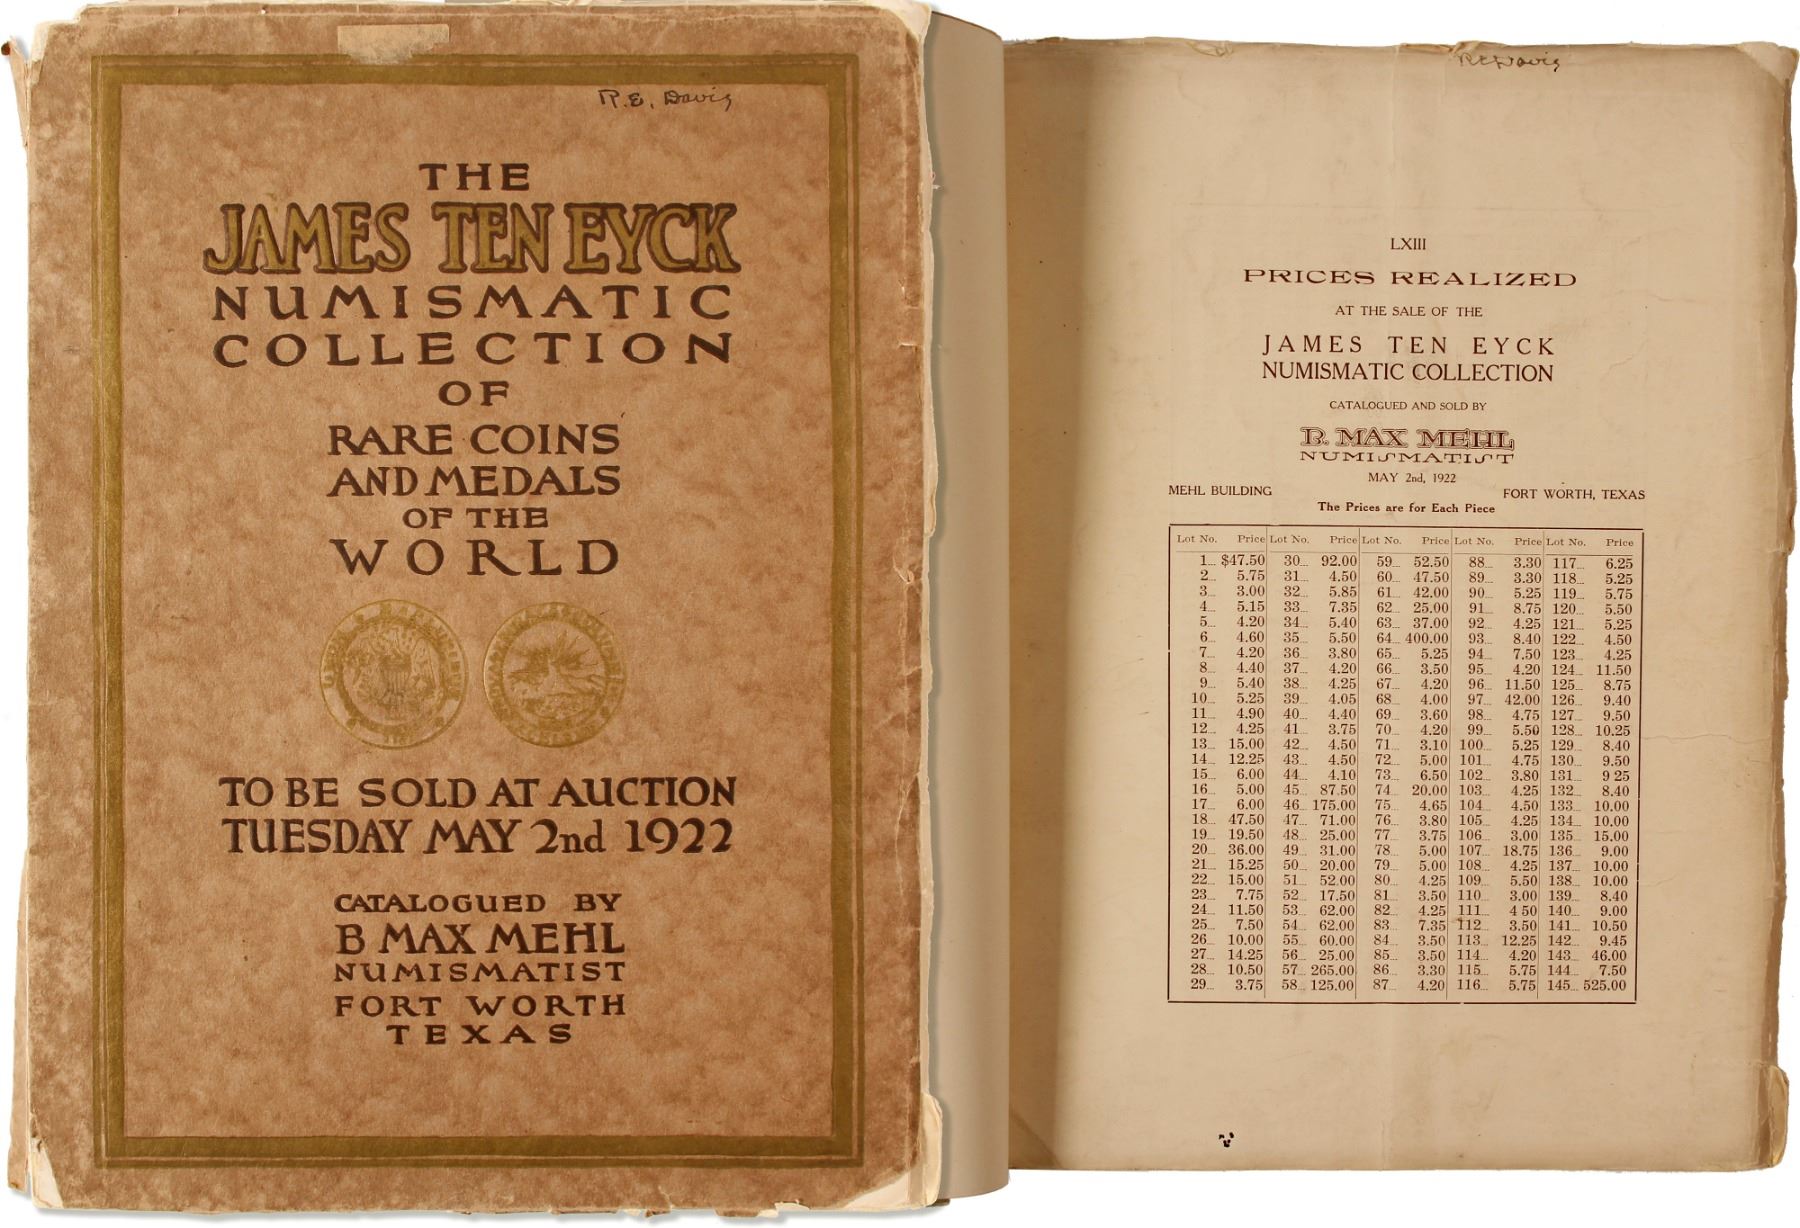 R. E. Davis
THE
JAMES TEN EYCK
NUMISMATIC
COLLECTION
OF
RARE COINS
AND MEDALS
OF THE
WORLD
TO BE SOLD AT AUCTION
TUESDAY MAY 2nd 1922
CATALOGUED BY
B MAX MEHL
NUMISMATIST
FORT WORTH
TEXAS
R E Davis
LXIII
PRICES REALIZED
AT THE SALE OF THE
JAMES TEN EYCK
NUMISMATIC COLLECTION
CATALOGUED AND SOLD BY
B. MAX MEHL
NUMISMATIST
MAY 2nd, 1922
MEHL BUILDING FORT WORTH, TEXAS
The Prices are for Each Piece
Lot No. Price Lot No. Price Lot No. Price Lot No. Price Lot No. Price
1... $47.50 30... 92.00 59... 52.50 88... 3.30 117... 6.25
2... 5.75 31... 4.50 60... 47.50 89... 3.30 118... 5.25
3... 3.00 32... 5.85 61... 42.00 90... 5.25 119... 5.75
4... 5.15 33... 7.35 62... 25.00 91... 8.75 120... 5.50
5... 4.20 34... 5.40 63... 37.00 92... 4.25 121... 5.25
6... 4.60 35... 5.50 64... 400.00 93... 8.40 122... 4.50
7... 4.20 36... 3.80 65... 5.25 94... 7.50 123... 4.25
8... 4.40 37... 4.20 66... 3.50 95... 4.20 124... 11.50
9... 5.40 38... 4.25 67... 4.20 96... 11.50 125... 8.75
10... 5.25 39... 4.05 68... 4.00 97... 42.00 126... 9.40
11... 4.90 40... 4.40 69... 3.60 98... 4.75 127... 9.50
12... 4.25 41... 3.75 70... 4.20 99... 5.50 128... 10.25
13... 15.00 42... 4.50 71... 3.10 100... 5.25 129... 8.40
14... 12.25 43... 4.50 72... 5.00 101... 4.75 130... 9.50
15... 6.00 44... 4.10 73... 6.50 102... 3.80 131... 9 25
16... 5.00 45... 87.50 74... 20.00 103... 4.25 132... 8.40
17... 6.00 46... 175.00 75... 4.65 104... 4.50 133... 10.00
18... 47.50 47... 71.00 76... 3.80 105... 4.25 134... 10.00
19... 19.50 48... 25.00 77... 3.75 106... 3.00 135... 15.00
20... 36.00 49... 31.00 78... 5.00 107... 18.75 136... 9.00
21... 15.25 50... 20.00 79... 5.00 108... 4.25 137... 10.00
22... 15.00 51... 52.00 80... 4.25 109... 5.50 138... 10.00
23... 7.75 52... 17.50 81... 3.50 110... 3.00 139... 8.40
24... 11.50 53... 62.00 82... 4.25 111... 4 50 140... 9.00
25... 7.50 54... 62.00 83... 7.35 112... 3.50 141... 10.50
26... 10.00 55... 60.00 84... 3.50 113... 12.25 142... 9.45
27... 14.25 56... 25.00 85... 3.50 114... 4.20 143... 46.00
28... 10.50 57... 265.00 86... 3.30 115... 5.75 144... 7.50
29... 3.75 58... 125.00 87... 4.20 116... 5.75 145... 525.00